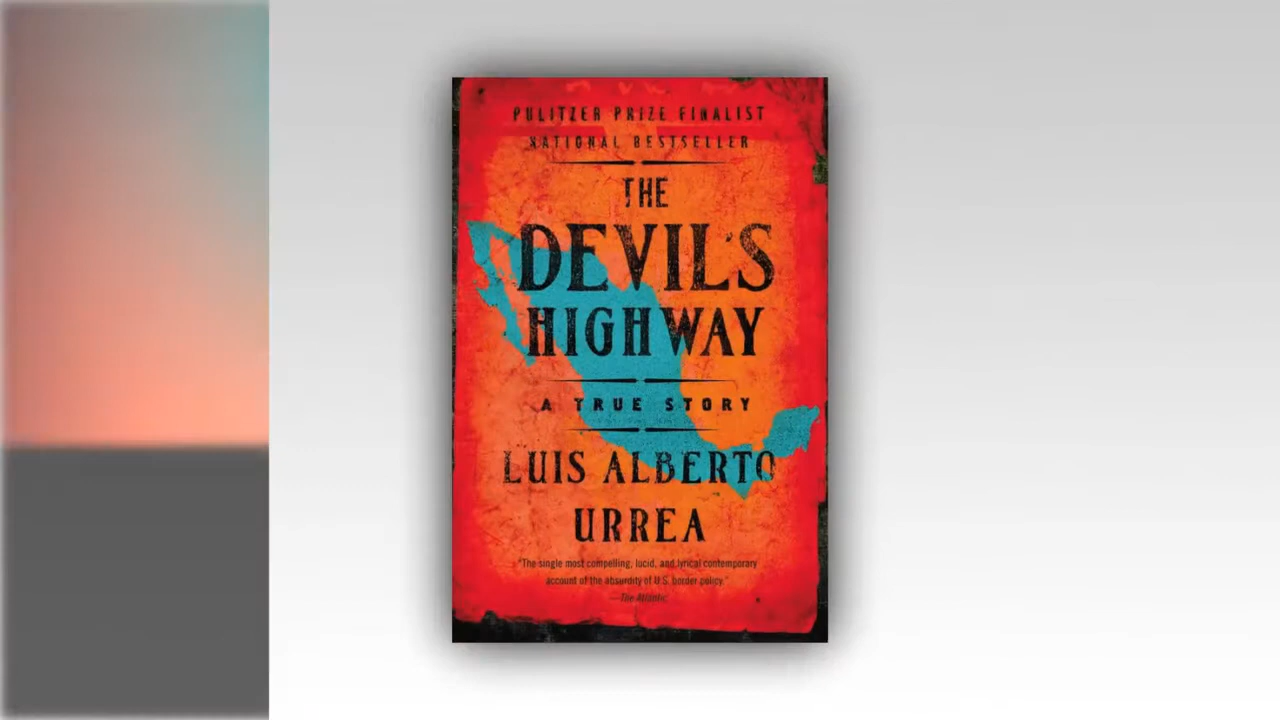 PULITZER PRIZE FINALIST
NATIONAL BESTSELLER
THE
DEVIL'S
HIGHWAY
A TRUE STORY
LUIS ALBERTO
URREA
"The single most compelling, lucid, and lyrical contemporary
account of the absurdity of U.S. border policy."
—The Atlantic